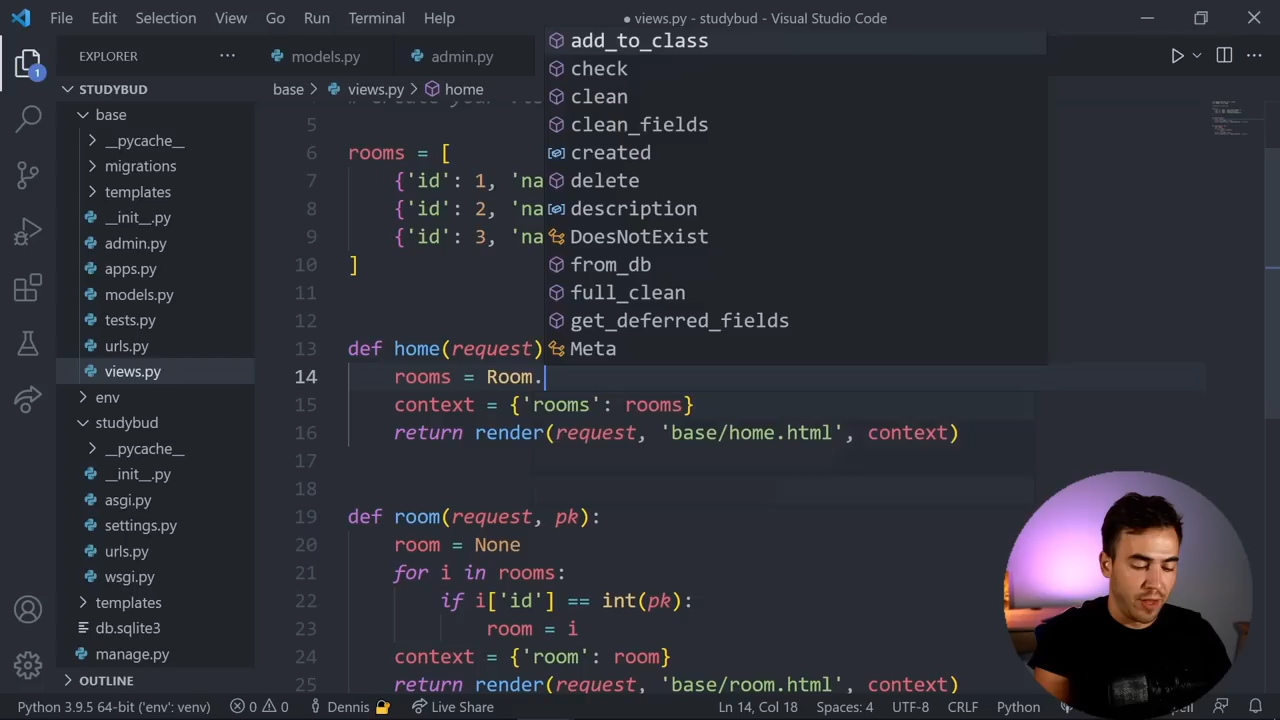 File Edit Selection View Go Run Terminal Help
● views.py - studybud - Visual Studio Code
1
EXPLORER
models.py
admin.py
STUDYBUD
base
__pycache__
migrations
templates
__init__.py
admin.py
apps.py
models.py
tests.py
urls.py
views.py
env
studybud
__pycache__
__init__.py
asgi.py
settings.py
urls.py
wsgi.py
templates
db.sqlite3
manage.py
OUTLINE
base > views.py > home
5
6 rooms = [
7 {'id': 1, 'na
8 {'id': 2, 'na
9 {'id': 3, 'na
10 ]
11
12
13 def home(request)
14 rooms = Room.
15 context = {'rooms': rooms}
16 return render(request, 'base/home.html', context)
17
18
19 def room(request, pk):
20 room = None
21 for i in rooms:
22 if i['id'] == int(pk):
23 room = i
24 context = {'room': room}
25 return render(request, 'base/room.html', context)
add_to_class
check
clean
clean_fields
created
delete
description
DoesNotExist
from_db
full_clean
get_deferred_fields
Meta
Python 3.9.5 64-bit ('env': venv) 0 0 Dennis Live Share Ln 14, Col 18 Spaces: 4 UTF-8 CRLF Python